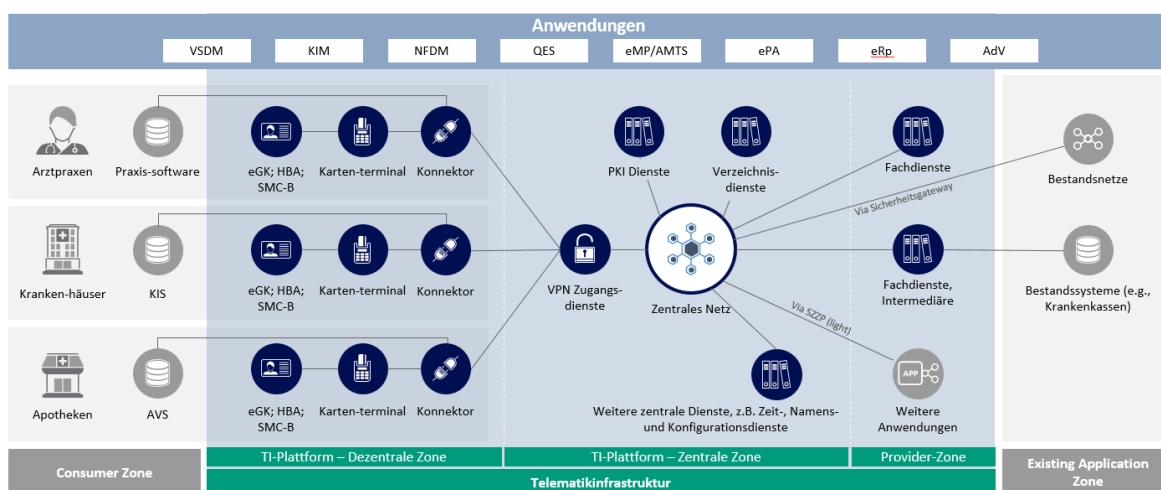 Anwendungen
VSDM
KIM
NFDM
QES
eMP/AMTS
ePA
eRp
AdV
Arztpraxen
Praxis-software
eGK; HBA;
SMC-B
Karten-terminal
Konnektor
PKI Dienste
Verzeichnis-
dienste
Fachdienste
Bestandsnetze
Via Sicherheitsgateway
Kranken-häuser
KIS
eGK; HBA;
SMC-B
Karten-terminal
Konnektor
VPN Zugangs-
dienste
Zentrales Netz
Fachdienste,
Intermediäre
Bestandssysteme (e.g.,
Krankenkassen)
Via SZZP (light)
Apotheken
AVS
eGK; HBA;
SMC-B
Karten-terminal
Konnektor
Weitere zentrale Dienste, z.B. Zeit-, Namens-
und Konfigurationsdienste
APP
Weitere
Anwendungen
Consumer Zone
TI-Plattform – Dezentrale Zone
TI-Plattform – Zentrale Zone
Provider-Zone
Existing Application
Zone
Telematikinfrastruktur